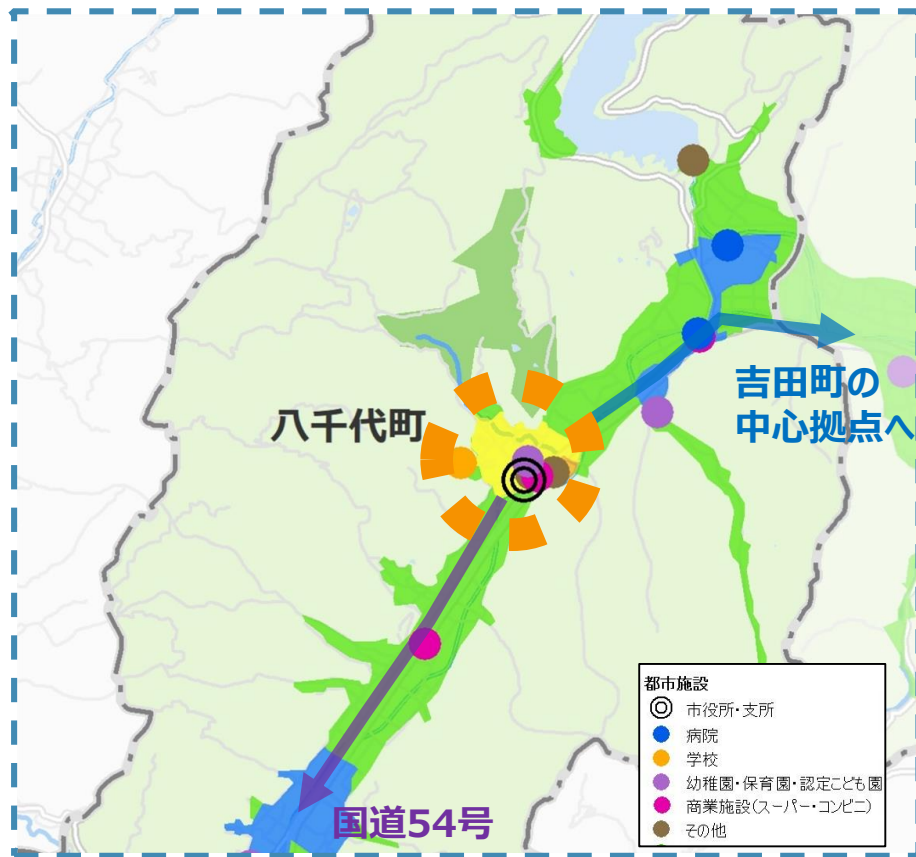 八千代町
吉田町の
中心拠点へ
国道54号
都市施設
市役所・支所
病院
学校
幼稚園・保育園・認定こども園
商業施設(スーパー・コンビニ)
その他